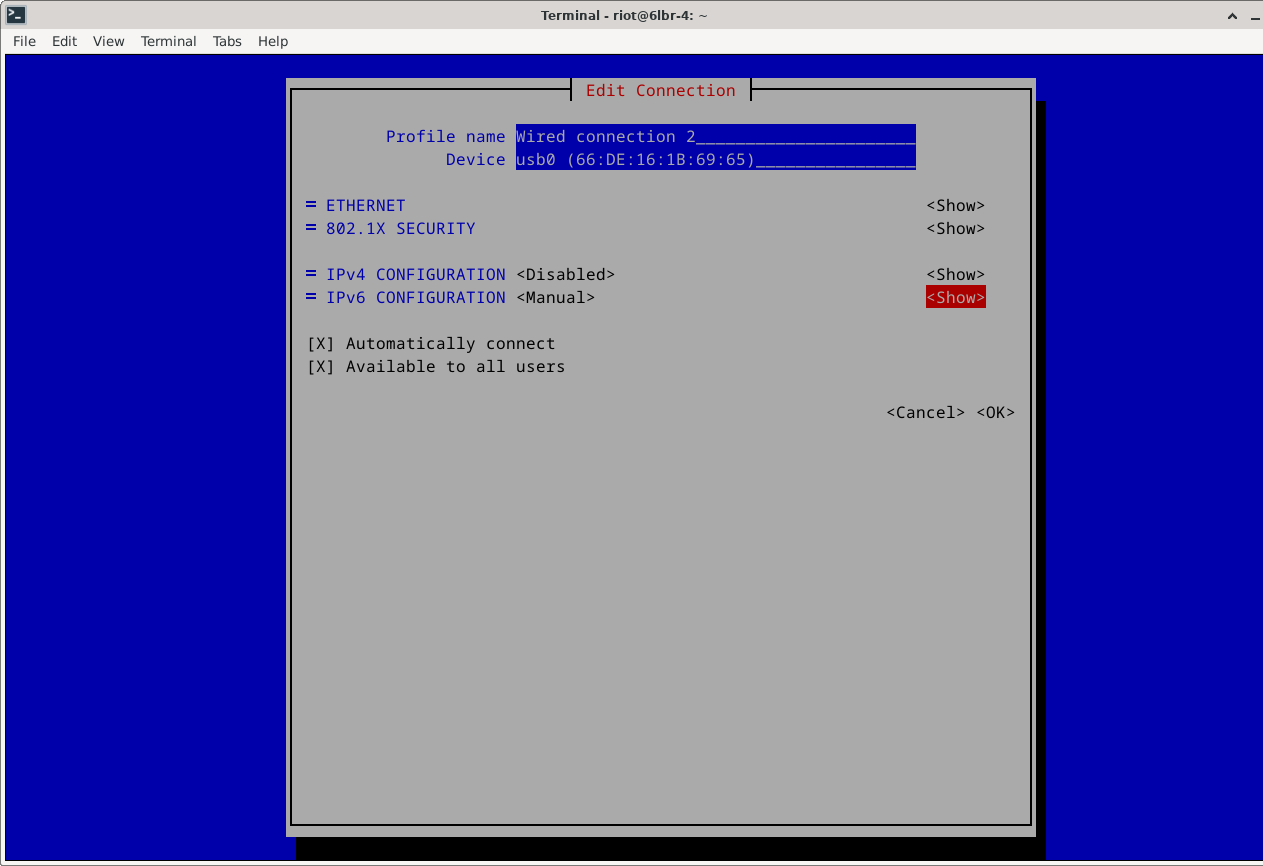 Terminal - riot@6lbr-4: ~
File Edit View Terminal Tabs Help
Edit Connection
Profile name Wired connection 2______________________
Device usb0 (66:DE:16:1B:69:65)________________
= ETHERNET <Show>
= 802.1X SECURITY <Show>
= IPv4 CONFIGURATION <Disabled> <Show>
= IPv6 CONFIGURATION <Manual> <Show>
[X] Automatically connect
[X] Available to all users
<Cancel> <OK>